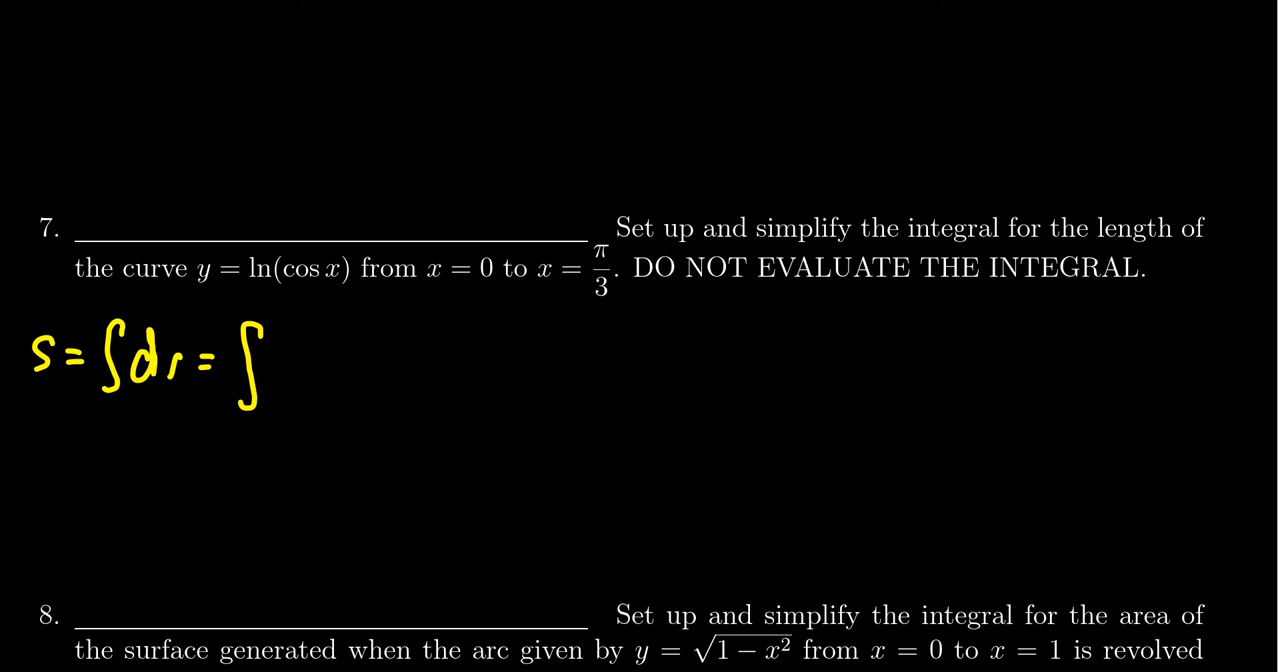 7. ____________ Set up and simplify the integral for the length of
the curve y = ln(cos x) from x = 0 to x = π/3. DO NOT EVALUATE THE INTEGRAL.
s = ∫ ds = ∫
8. ____________ Set up and simplify the integral for the area of
the surface generated when the arc given by y = √(1 − x²) from x = 0 to x = 1 is revolved